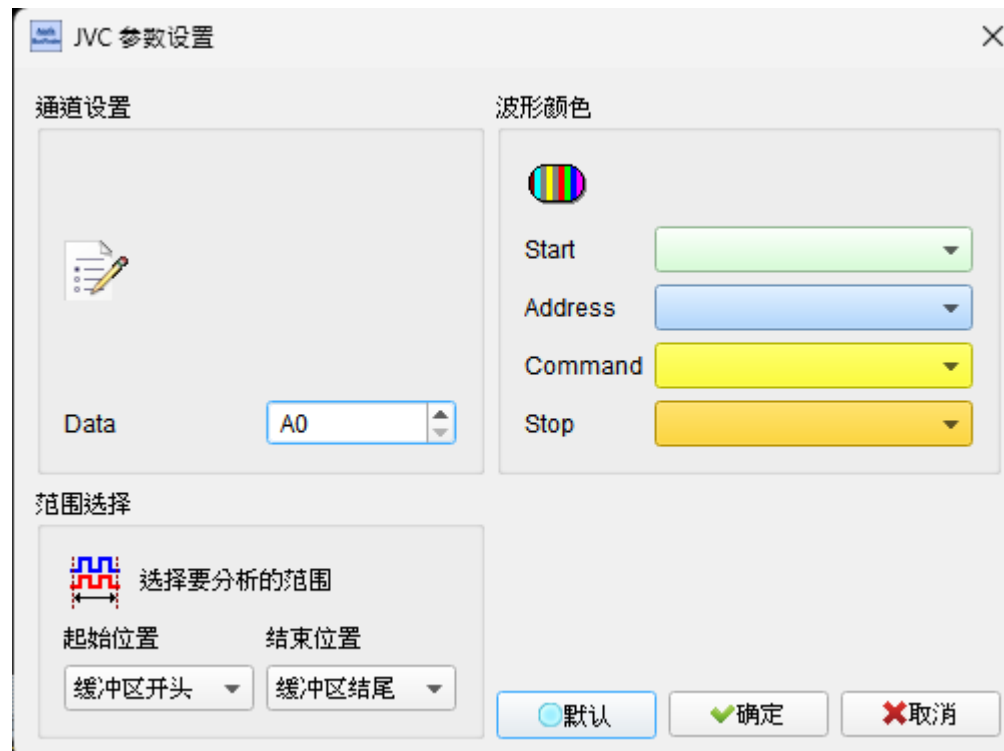 JVC 参数设置
通道设置
Data
A0
波形颜色
Start
Address
Command
Stop
范围选择
选择要分析的范围
起始位置
结束位置
缓冲区开头
缓冲区结尾
默认
确定
取消